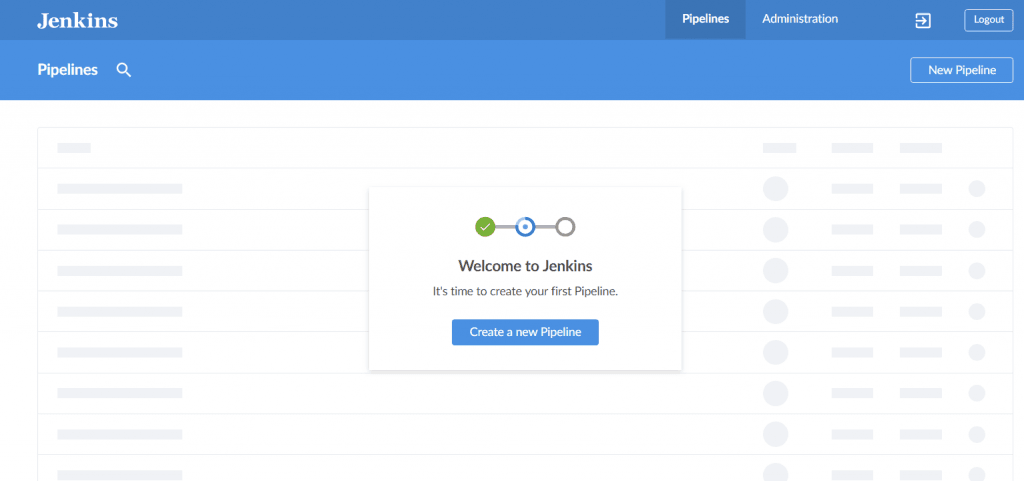 Jenkins
Pipelines
Administration
Logout
Pipelines
New Pipeline
Welcome to Jenkins
It's time to create your first Pipeline.
Create a new Pipeline